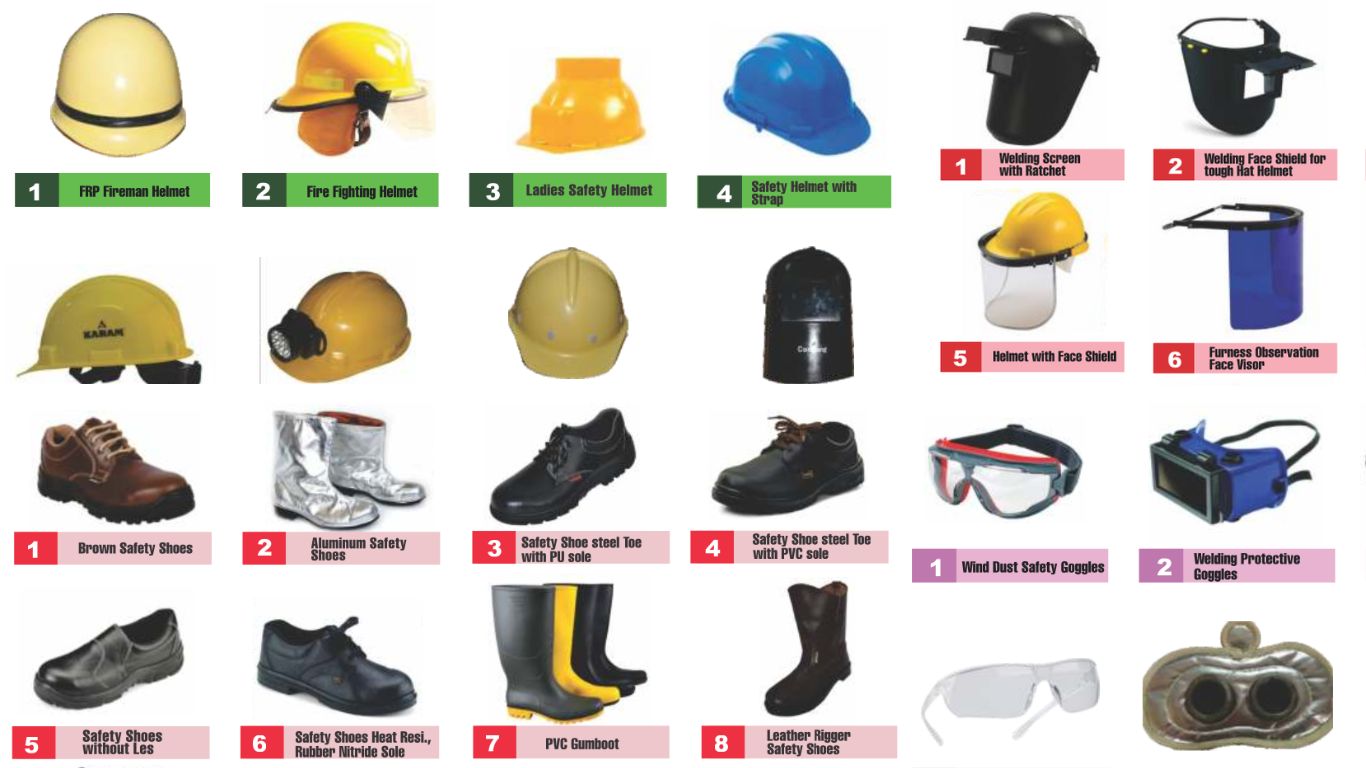 1 FRP Fireman Helmet
2 Fire Fighting Helmet
3 Ladies Safety Helmet
4 Safety Helmet with
Strap
1 Welding Screen
with Ratchet
2 Welding Face Shield for
tough Hat Helmet
5 Helmet with Face Shield
6 Furness Observation
Face Visor
KARAM
1 Brown Safety Shoes
2 Aluminum Safety
Shoes
3 Safety Shoe steel Toe
with PU sole
4 Safety Shoe steel Toe
with PVC sole
1 Wind Dust Safety Goggles
2 Welding Protective
Goggles
5 Safety Shoes
without Les
6 Safety Shoes Heat Resi.,
Rubber Nitride Sole
7 PVC Gumboot
8 Leather Rigger
Safety Shoes